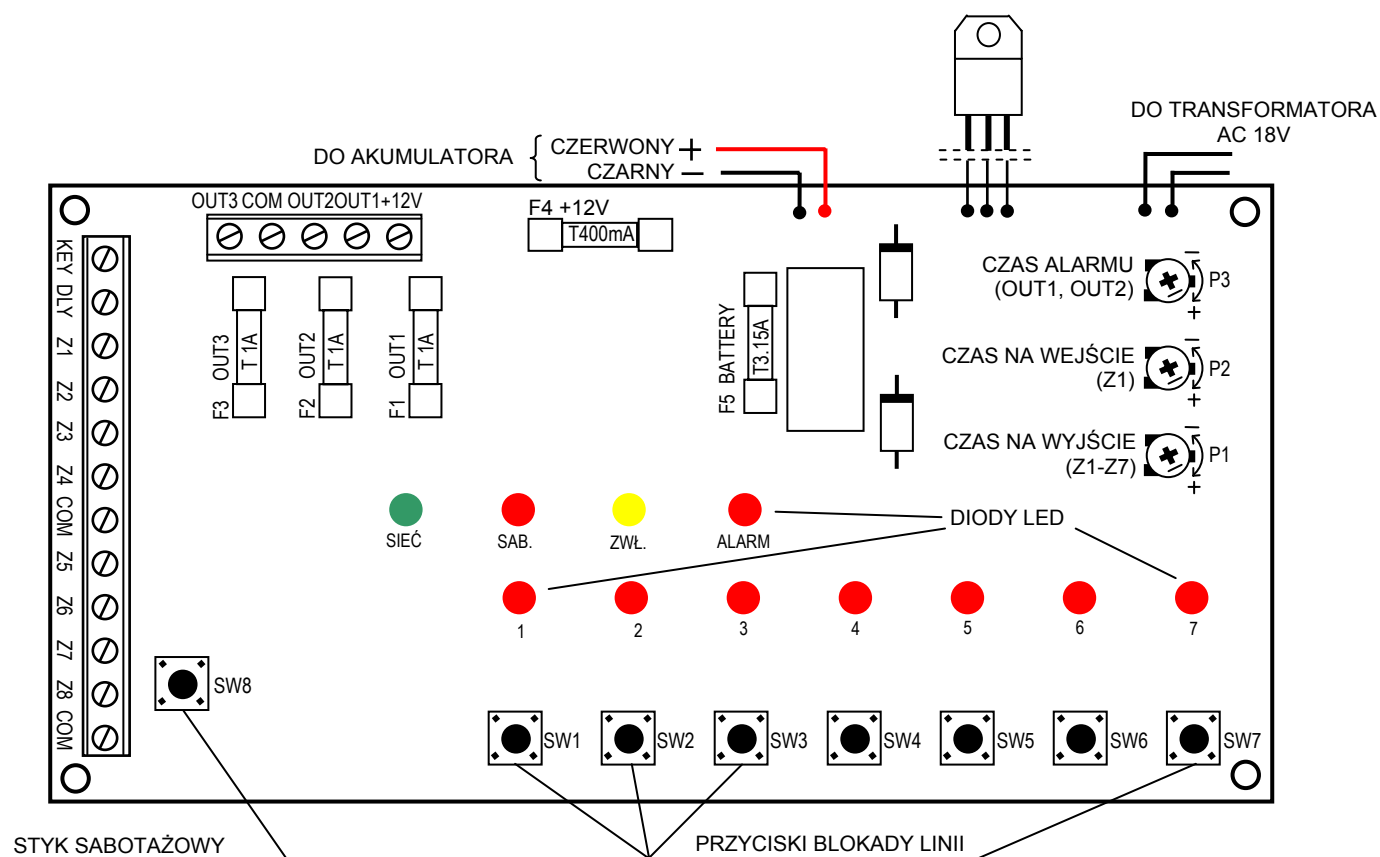 DO TRANSFORMATORA
AC 18V
DO AKUMULATORA
CZERWONY +
CZARNY –
OUT3 COM OUT2 OUT1 +12V
F4 +12V
T400mA
KEY DLY Z1 Z2 Z3 Z4 COM Z5 Z6 Z7 Z8 COM
F3 OUT3
T 1A
F2 OUT2
T 1A
F1 OUT1
T 1A
F5 BATTERY
T3.15A
CZAS ALARMU
(OUT1, OUT2)
– P3 +
CZAS NA WEJŚCIE
(Z1)
– P2 +
CZAS NA WYJŚCIE
(Z1-Z7)
– P1 +
SIEĆ
SAB.
ZWŁ.
ALARM
DIODY LED
1 2 3 4 5 6 7
SW8
SW1 SW2 SW3 SW4 SW5 SW6 SW7
STYK SABOTAŻOWY
PRZYCISKI BLOKADY LINII